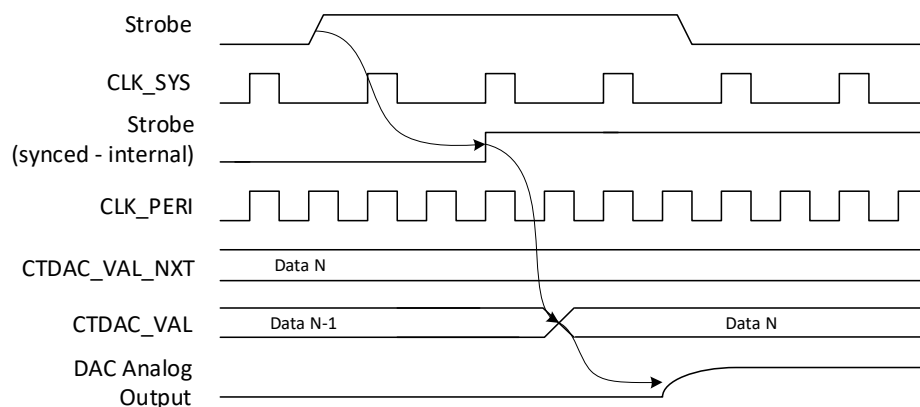 Strobe
CLK_SYS
Strobe
(synced - internal)
CLK_PERI
CTDAC_VAL_NXT
Data N
CTDAC_VAL
Data N-1
Data N
DAC Analog
Output